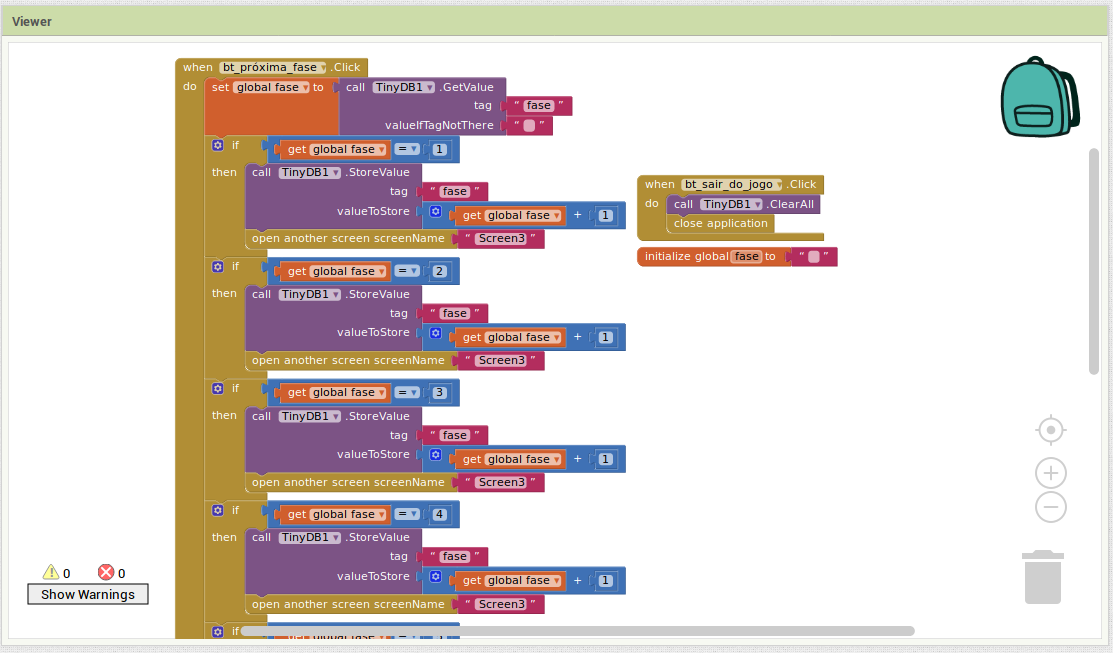 Viewer
when bt_próxima_fase .Click
do set global fase to call TinyDB1 .GetValue
tag " fase "
valueIfTagNotThere " "
if get global fase = 1
then call TinyDB1 .StoreValue
tag " fase "
valueToStore get global fase + 1
open another screen screenName " Screen3 "
if get global fase = 2
then call TinyDB1 .StoreValue
tag " fase "
valueToStore get global fase + 1
open another screen screenName " Screen3 "
if get global fase = 3
then call TinyDB1 .StoreValue
tag " fase "
valueToStore get global fase + 1
open another screen screenName " Screen3 "
if get global fase = 4
then call TinyDB1 .StoreValue
tag " fase "
valueToStore get global fase + 1
open another screen screenName " Screen3 "
if get global fase =
when bt_sair_do_jogo .Click
do call TinyDB1 .ClearAll
close application
initialize global fase to " "
0 0
Show Warnings